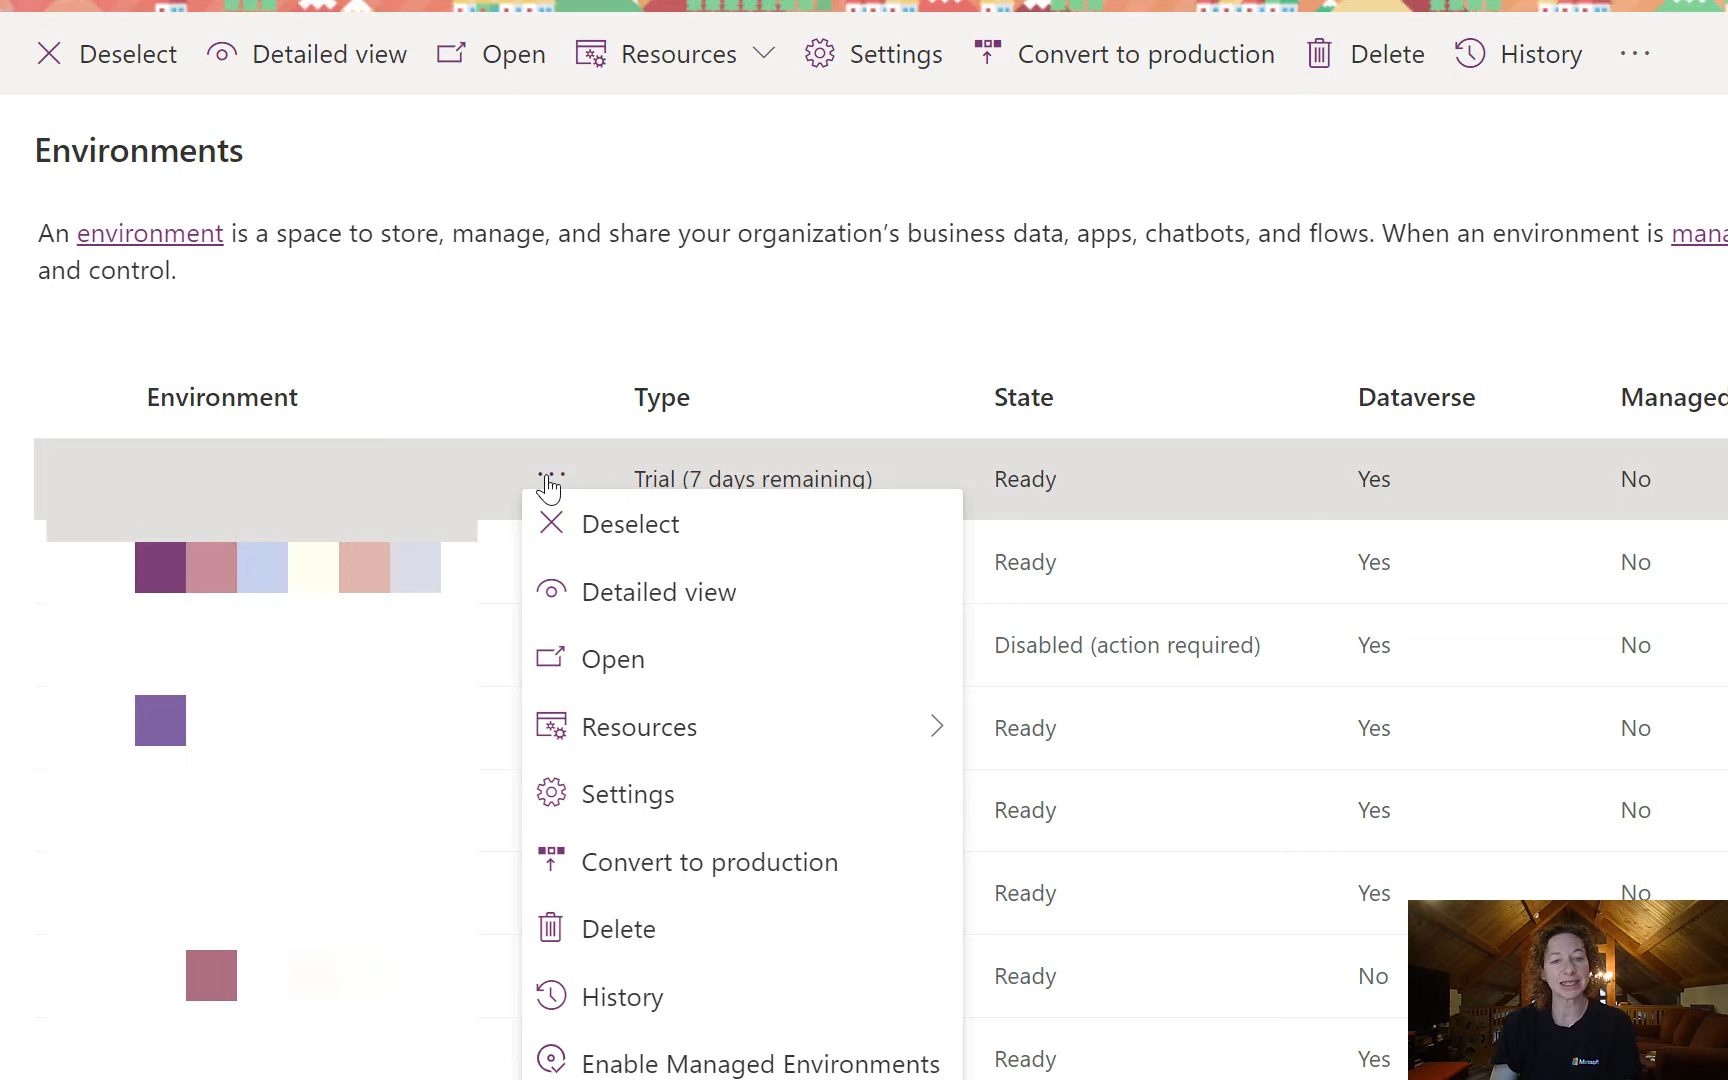 Deselect Detailed view Open Resources Settings Convert to production Delete History
Environments
An environment is a space to store, manage, and share your organization's business data, apps, chatbots, and flows. When an environment is mana
and control.
Environment Type State Dataverse Managed
Trial (7 days remaining) Ready Yes No
Deselect
Detailed view
Open
Resources
Settings
Convert to production
Delete
History
Enable Managed Environments
Ready Yes No
Disabled (action required) Yes No
Ready Yes No
Ready Yes No
Ready Yes No
Ready No
Ready Yes
Microsoft